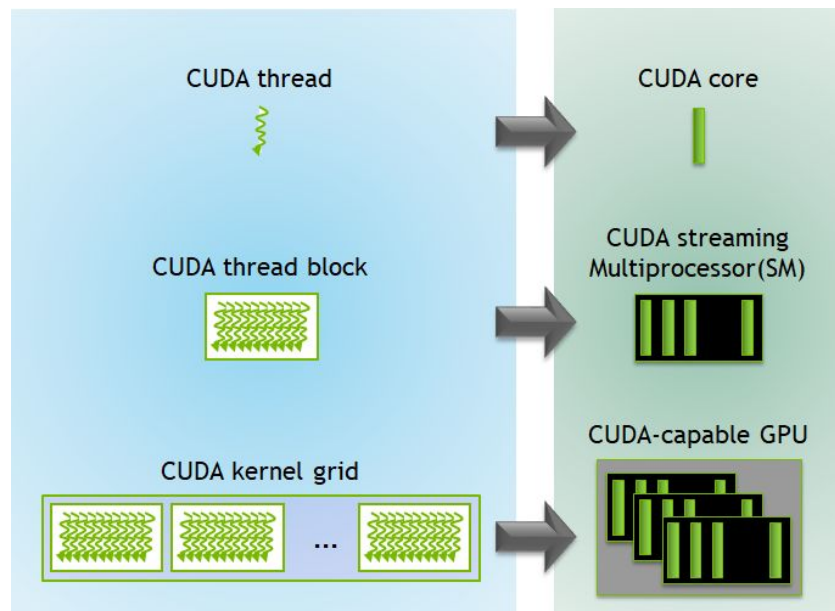 CUDA thread
CUDA core
CUDA thread block
CUDA streaming
Multiprocessor(SM)
CUDA kernel grid
...
CUDA-capable GPU